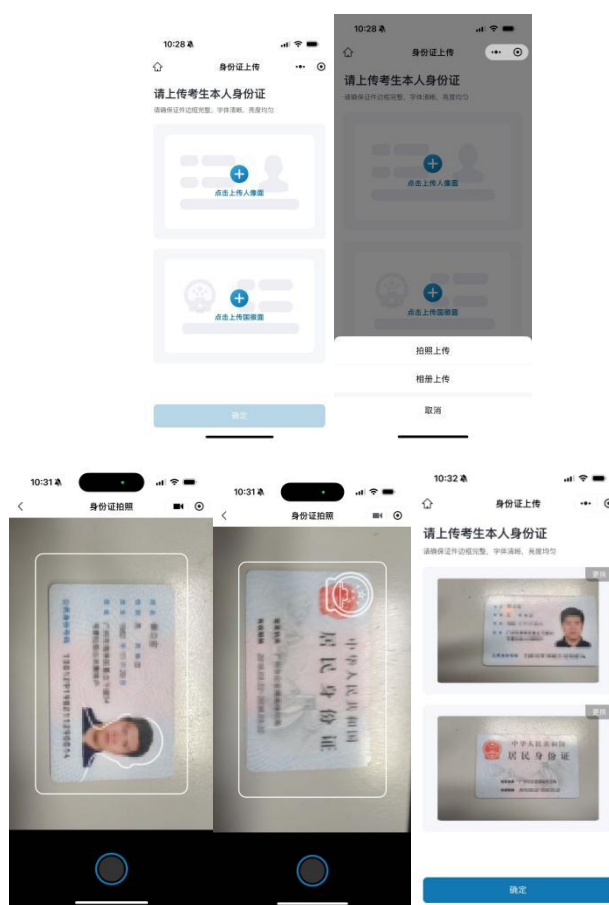 10:28
身份证上传
请上传考生本人身份证
请确保证件边框完整，字体清晰，亮度均匀
点击上传人像面
点击上传国徽面
确定
10:28
身份证上传
请上传考生本人身份证
请确保证件边框完整，字体清晰，亮度均匀
点击上传人像面
点击上传国徽面
拍照上传
相册上传
取消
10:31
身份证拍照
10:31
身份证拍照
中华人民共和国
居民身份证
10:32
身份证上传
请上传考生本人身份证
请确保证件边框完整，字体清晰，亮度均匀
更换
更换
中华人民共和国
居民身份证
确定